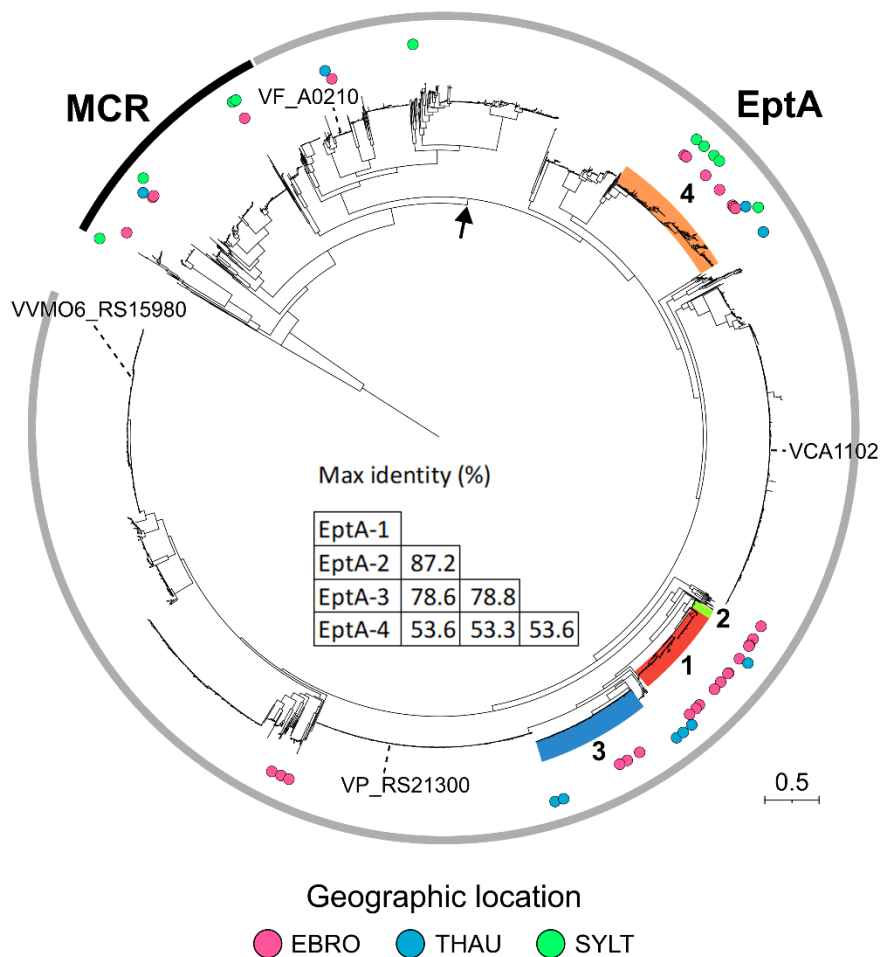 MCR
EptA
VF_A0210
4
VVMO6_RS15980
VCA1102
Max identity (%)
EptA-1
EptA-2 87.2
EptA-3 78.6 78.8
EptA-4 53.6 53.3 53.6
2
1
3
VP_RS21300
0.5
Geographic location
EBRO THAU SYLT